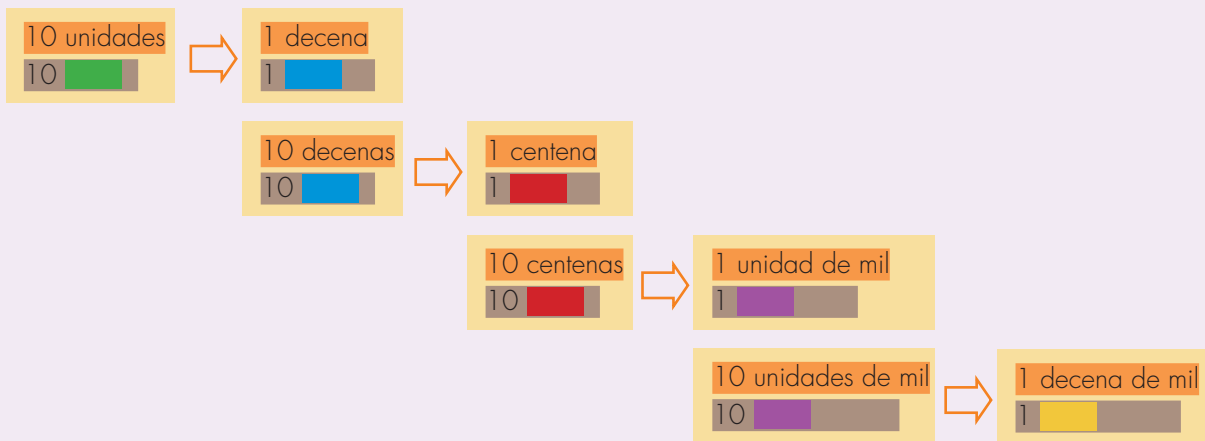 10 unidades
10
1 decena
1
10 decenas
10
1 centena
1
10 centenas
10
1 unidad de mil
1
10 unidades de mil
10
1 decena de mil
1